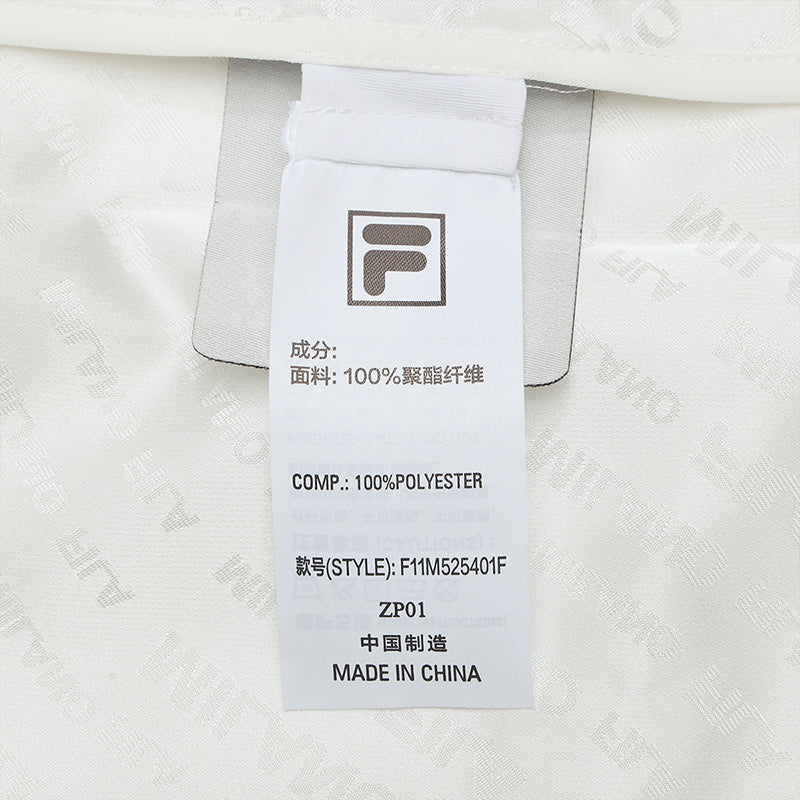 F
成分:
面料: 100%聚酯纤维
COMP.: 100%POLYESTER
款号(STYLE): F11M525401F
ZP01
中国制造
MADE IN CHINA